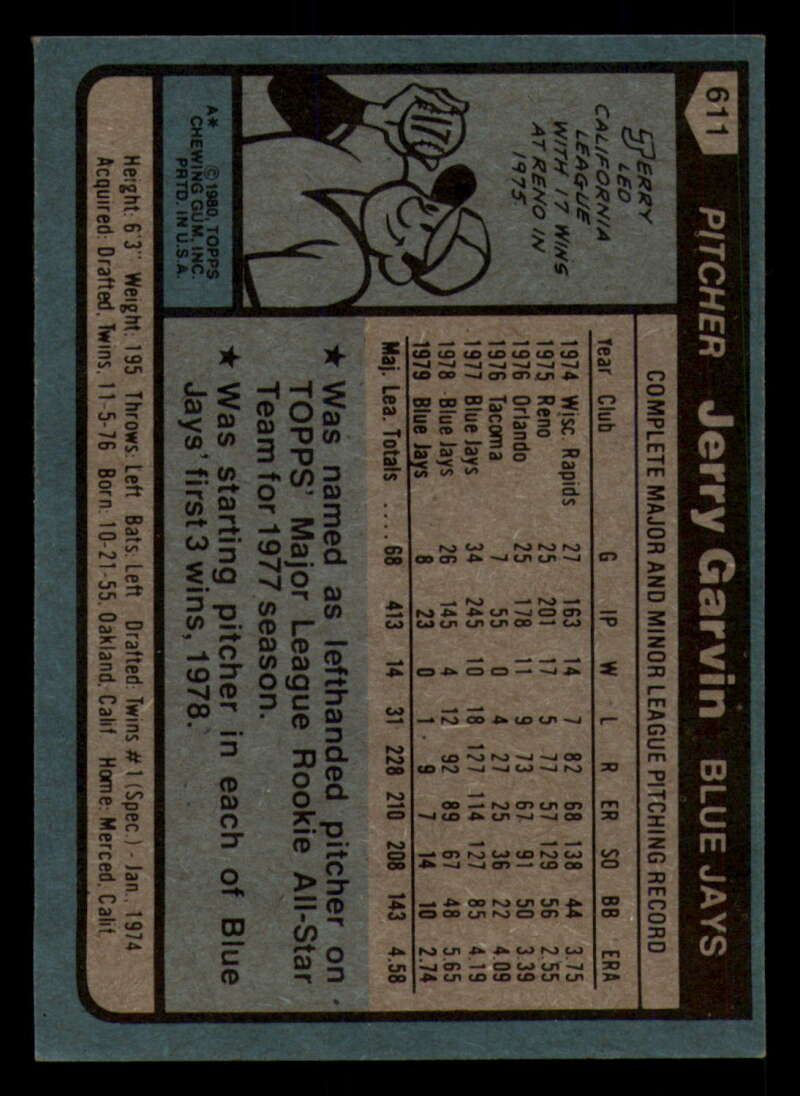 611 PITCHER Jerry Garvin BLUE JAYS
JERRY
LED
CALIFORNIA
LEAGUE
WITH 17 WINS
AT RENO IN
1975.
17
A* ©1980, TOPPS
CHEWING GUM, INC.
PRTD. IN U.S.A.
COMPLETE MAJOR AND MINOR LEAGUE PITCHING RECORD
Year Club G IP W L R ER SO BB ERA
1974 Wisc. Rapids 27 163 14 7 82 68 138 44 3.75
1975 Reno 25 201 17 5 77 57 129 56 2.55
1976 Orlando 25 178 11 9 73 67 91 50 3.39
1976 Tacoma 7 55 0 4 27 25 36 22 4.09
1977 Blue Jays 34 245 10 18 127 114 127 85 4.19
1978 Blue Jays 26 145 4 12 92 89 67 48 5.65
1979 Blue Jays 8 23 0 1 9 7 14 10 2.74
Maj. Lea. Totals .... 68 413 14 31 228 210 208 143 4.58
★ Was named as lefthanded pitcher on
TOPPS' Major League Rookie All-Star
Team for 1977 season.
★ Was starting pitcher in each of Blue
Jays' first 3 wins, 1978.
Height: 6'3" Weight: 195 Throws: Left Bats: Left Drafted: Twins #1 (Spec.) - Jan., 1974
Acquired: Drafted, Twins, 11-5-76 Born: 10-21-55, Oakland, Calif Home: Merced, Calif.